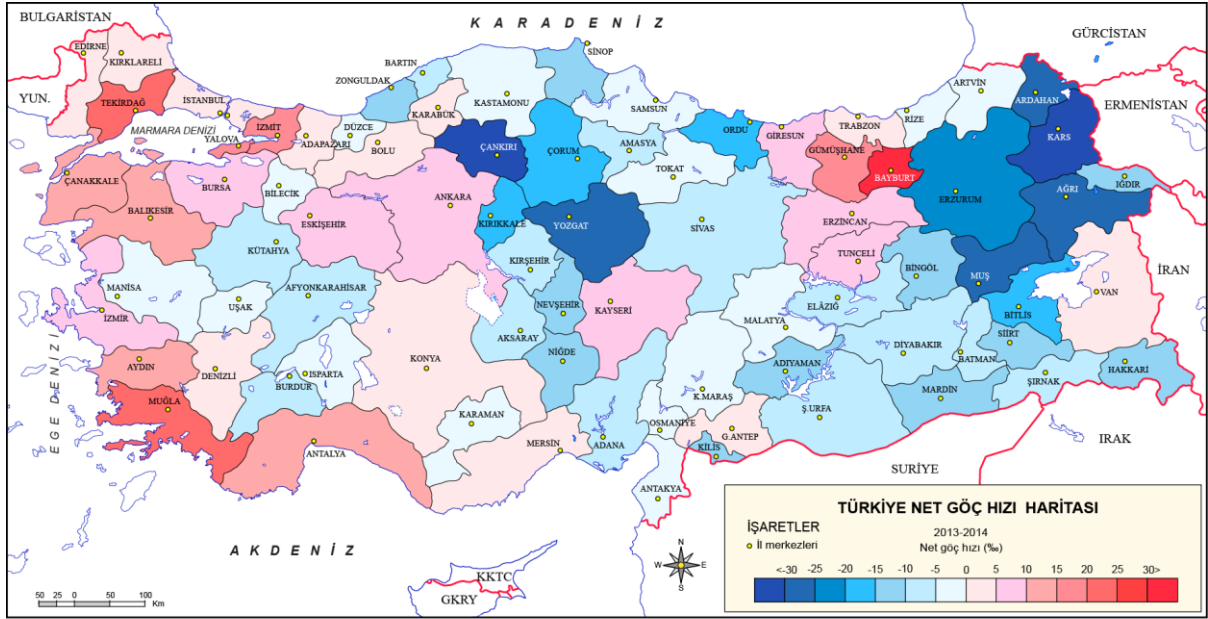 BULGARİSTAN
K A R A D E N İ Z
GÜRCİSTAN
EDİRNE
KIRKLARELİ
SİNOP
BARTIN
ZONGULDAK
ARTVİN
ARDAHAN
YUN.
TEKİRDAĞ
İSTANBUL
KASTAMONU
SAMSUN
ERMENİSTAN
MARMARA DENİZİ
İZMİT
DÜZCE
KARABÜK
ORDU
GİRESUN
TRABZON
RİZE
KARS
YALOVA
ADAPAZARI
BOLU
ÇANKIRI
ÇORUM
AMASYA
GÜMÜŞHANE
TOKAT
BAYBURT
ÇANAKKALE
BURSA
BİLECİK
ANKARA
IĞDIR
AĞRI
ERZURUM
BALIKESİR
ESKİŞEHİR
KIRIKKALE
YOZGAT
SİVAS
ERZİNCAN
KÜTAHYA
KIRŞEHİR
TUNCELİ
BİNGÖL
MUŞ
İRAN
MANİSA
UŞAK
AFYONKARAHİSAR
NEVŞEHİR
KAYSERİ
ELÂZIĞ
VAN
İZMİR
AKSARAY
MALATYA
BİTLİS
SİİRT
E G E D E N İ Z İ
AYDIN
DENİZLİ
BURDUR
ISPARTA
KONYA
NİĞDE
ADIYAMAN
DİYABAKIR
BATMAN
ŞIRNAK
HAKKARİ
MUĞLA
KARAMAN
K.MARAŞ
MARDİN
Ş.URFA
OSMANİYE
G.ANTEP
ANTALYA
MERSİN
ADANA
KİLİS
IRAK
SURİYE
ANTAKYA
A K D E N İ Z
KKTC
GKRY
N
W
E
S
50 25 0 50 100
Km
TÜRKİYE NET GÖÇ HIZI HARİTASI
İŞARETLER
İl merkezleri
2013-2014
Net göç hızı (‰)
<-30 -25 -20 -15 -10 -5 0 5 10 15 20 25 30>